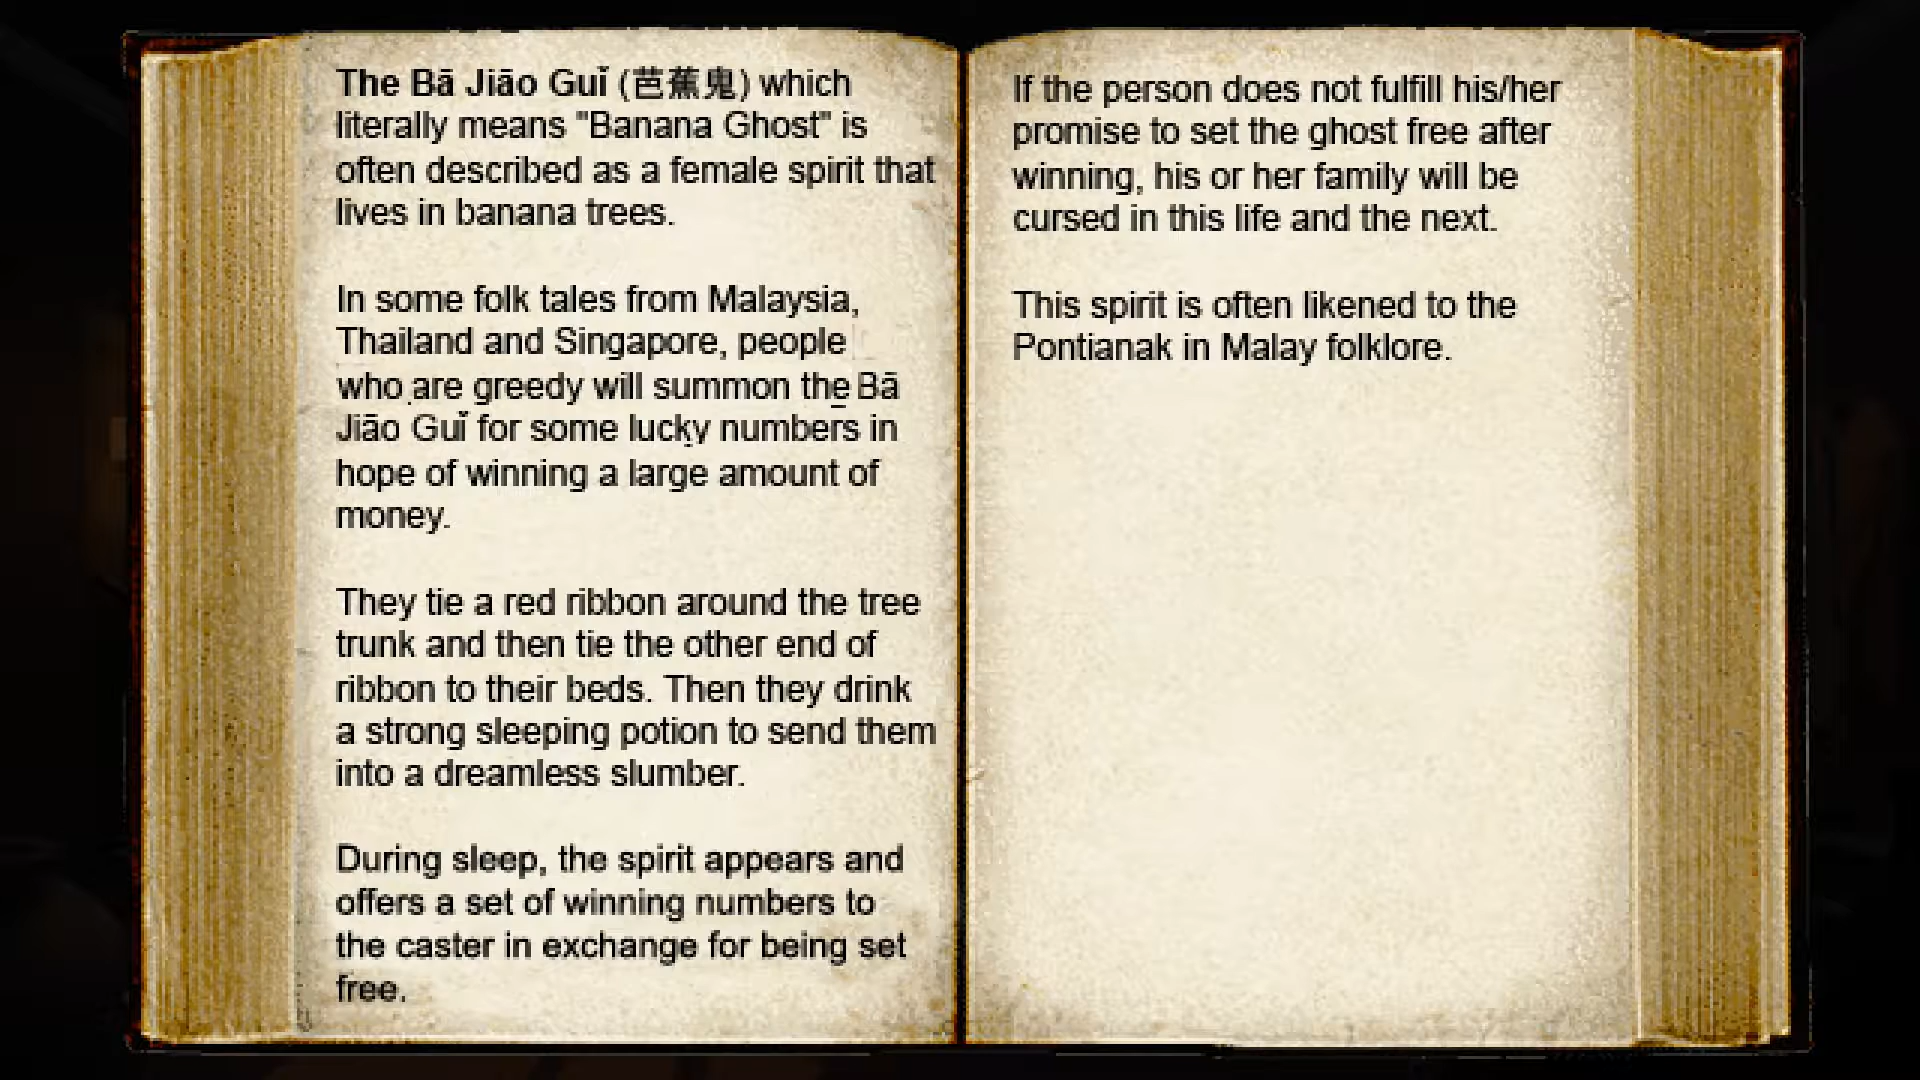 The Bā Jiāo Guǐ (芭蕉鬼) which
literally means "Banana Ghost" is
often described as a female spirit that
lives in banana trees.
In some folk tales from Malaysia,
Thailand and Singapore, people
who are greedy will summon the Bā
Jiāo Guǐ for some lucky numbers in
hope of winning a large amount of
money.
They tie a red ribbon around the tree
trunk and then tie the other end of
ribbon to their beds. Then they drink
a strong sleeping potion to send them
into a dreamless slumber.
During sleep, the spirit appears and
offers a set of winning numbers to
the caster in exchange for being set
free.
If the person does not fulfill his/her
promise to set the ghost free after
winning, his or her family will be
cursed in this life and the next.
This spirit is often likened to the
Pontianak in Malay folklore.